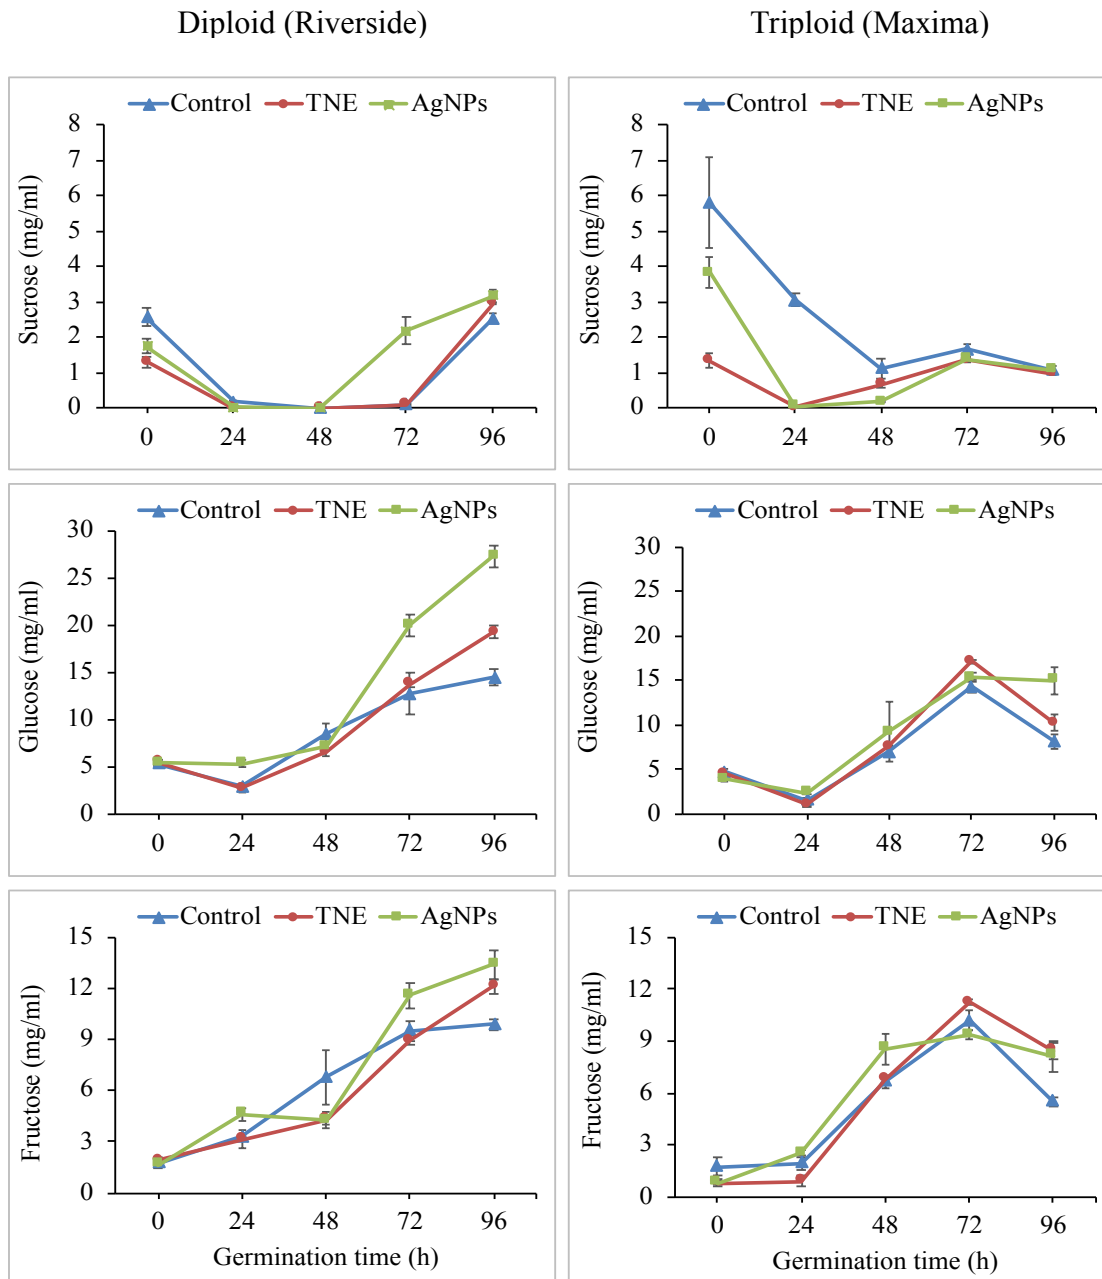 Diploid (Riverside)
Triploid (Maxima)
Control TNE AgNPs
8
7
6
5
4
3
2
1
0
Sucrose (mg/ml)
0 24 48 72 96
Control TNE AgNPs
8
7
6
5
4
3
2
1
0
Sucrose (mg/ml)
0 24 48 72 96
Control TNE AgNPs
30
25
20
15
10
5
0
Glucose (mg/ml)
0 24 48 72 96
Control TNE AgNPs
30
25
20
15
10
5
0
Glucose (mg/ml)
0 24 48 72 96
Control TNE AgNPs
15
12
9
6
3
0
Fructose (mg/ml)
0 24 48 72 96
Germination time (h)
Control TNE AgNPs
15
12
9
6
3
0
Fructose (mg/ml)
0 24 48 72 96
Germination time (h)